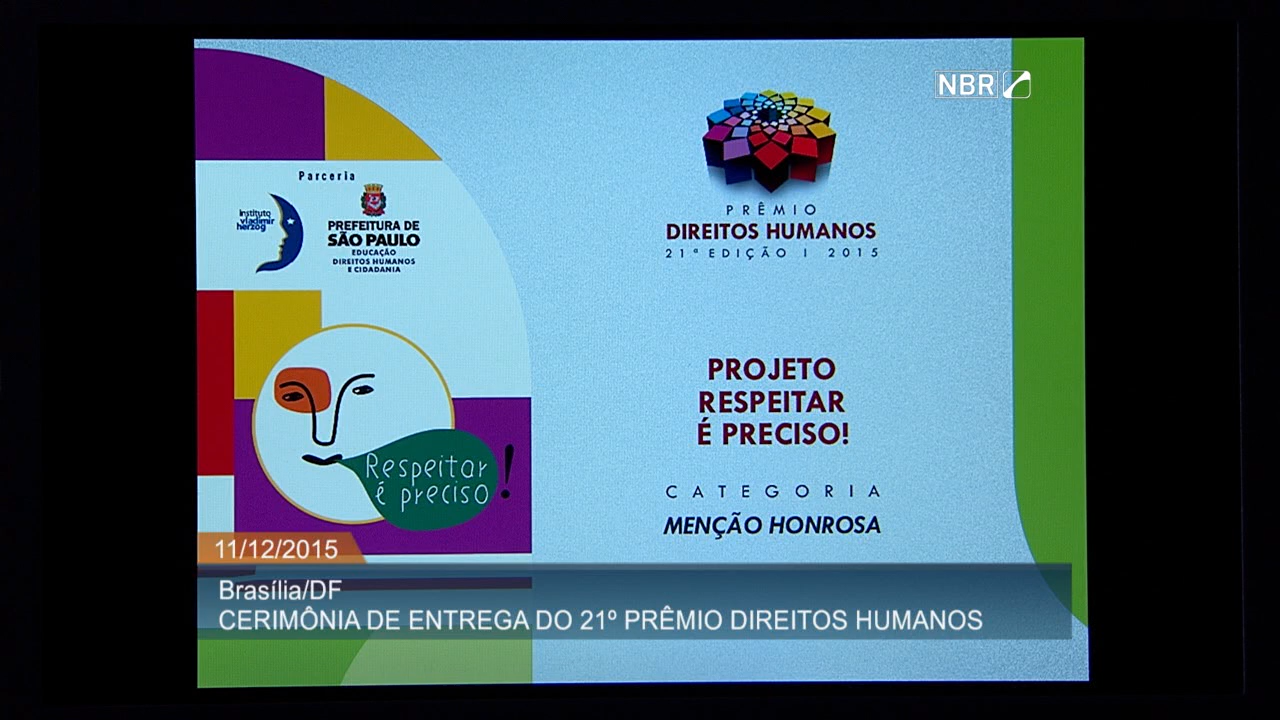 NBR
Parceria
instituto
vladimir
herzog
PREFEITURA DE
SÃO PAULO
EDUCAÇÃO
DIREITOS HUMANOS
E CIDADANIA
Respeitar
é preciso!
PRÊMIO
DIREITOS HUMANOS
21ª EDIÇÃO | 2015
PROJETO
RESPEITAR
É PRECISO!
CATEGORIA
MENÇÃO HONROSA
11/12/2015
Brasília/DF
CERIMÔNIA DE ENTREGA DO 21º PRÊMIO DIREITOS HUMANOS